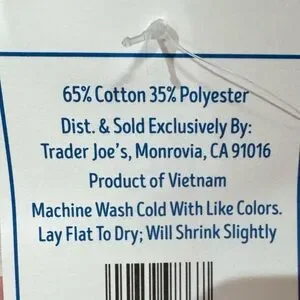 65% Cotton 35% Polyester
Dist. & Sold Exclusively By:
Trader Joe's, Monrovia, CA 91016
Product of Vietnam
Machine Wash Cold With Like Colors.
Lay Flat To Dry; Will Shrink Slightly